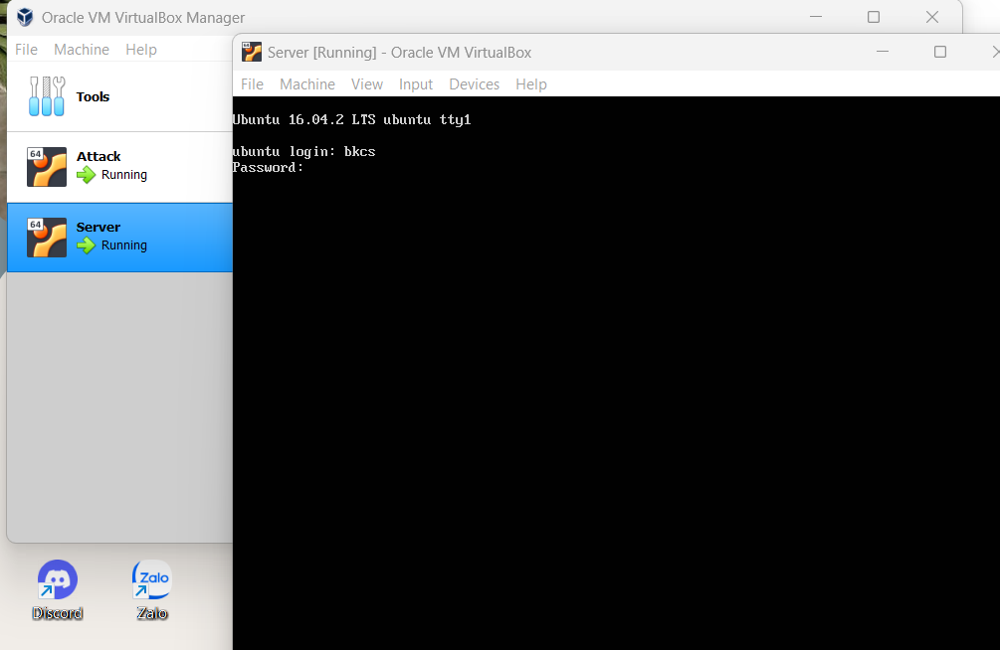 Oracle VM VirtualBox Manager
File Machine Help
Tools
64
Attack
Running
64
Server
Running
Discord
Zalo
Zalo
64
Server [Running] - Oracle VM VirtualBox
File Machine View Input Devices Help
Ubuntu 16.04.2 LTS ubuntu tty1
ubuntu login: bkcs
Password: